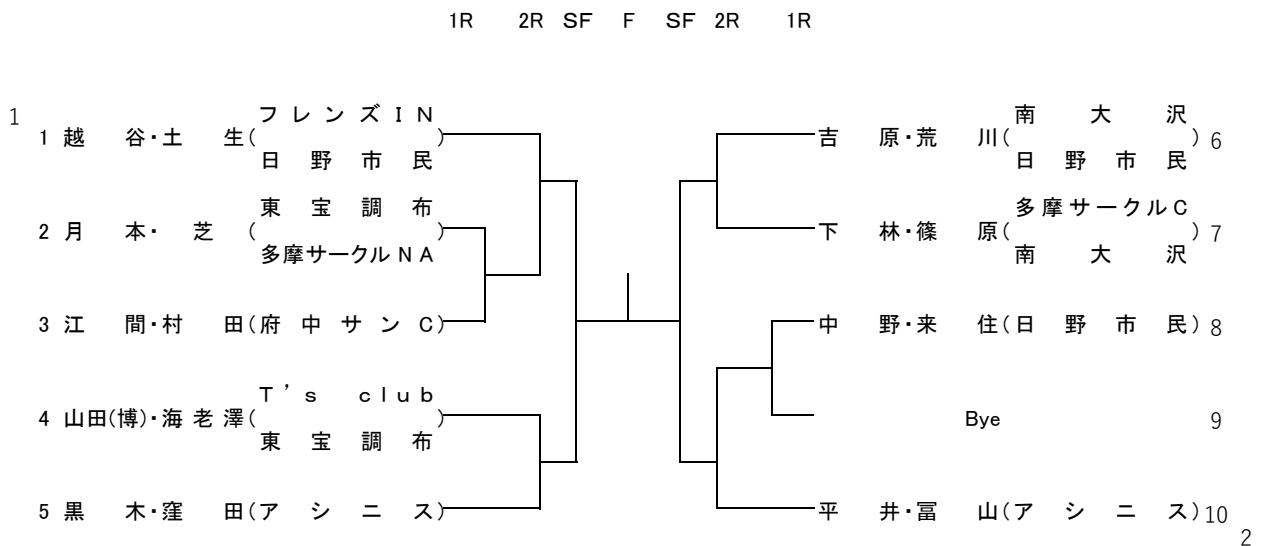 1R 2R SF F SF 2R 1R
1
1 越 谷・土 生(フレンズIN
日 野 市 民)
2 月 本・ 芝 (東 宝 調 布
多摩サークルNA)
3 江 間・村 田(府 中 サ ン C)
4 山田(博)・海 老 澤(T's club
東 宝 調 布)
5 黒 木・窪 田(ア シ ニ ス)
吉 原・荒 川(南 大 沢
日 野 市 民) 6
下 林・篠 原(多摩サークルC
南 大 沢) 7
中 野・来 住(日 野 市 民) 8
Bye 9
平 井・冨 山(ア シ ニ ス) 10
2